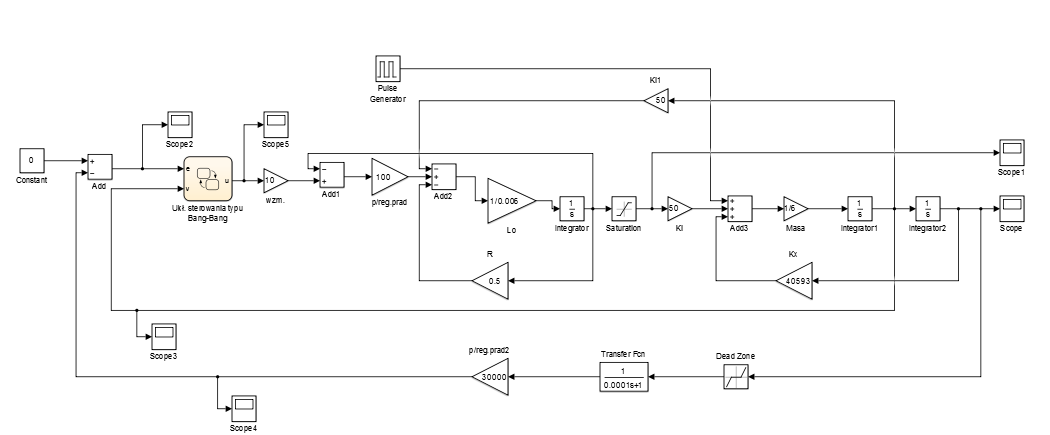 Pulse
Generator
KI1
50
Scope2
Scope5
0
Constant
+
−
Add
e
v
u
Ukł. sterowania typu
Bang-Bang
10
wzm.
−
+
Add1
100
p/reg.prad
−
+
−
Add2
1/0.006
Lo
1
s
Integrator
Saturation
50
KI
+
+
+
Add3
1/6
Masa
1
s
Integrator1
1
s
Integrator2
Scope1
Scope
R
0.5
Kx
40593
Scope3
p/reg.prad2
30000
Transfer Fcn
1
0.0001s+1
Dead Zone
Scope4